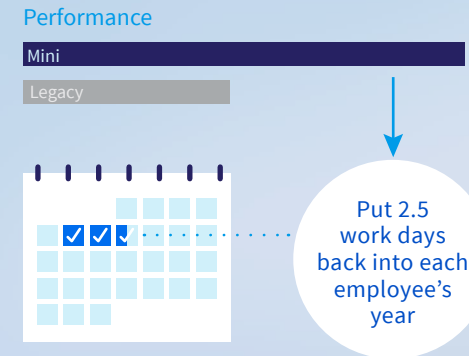 Performance
Mini
Legacy
Put 2.5
work days
back into each
employee's
year